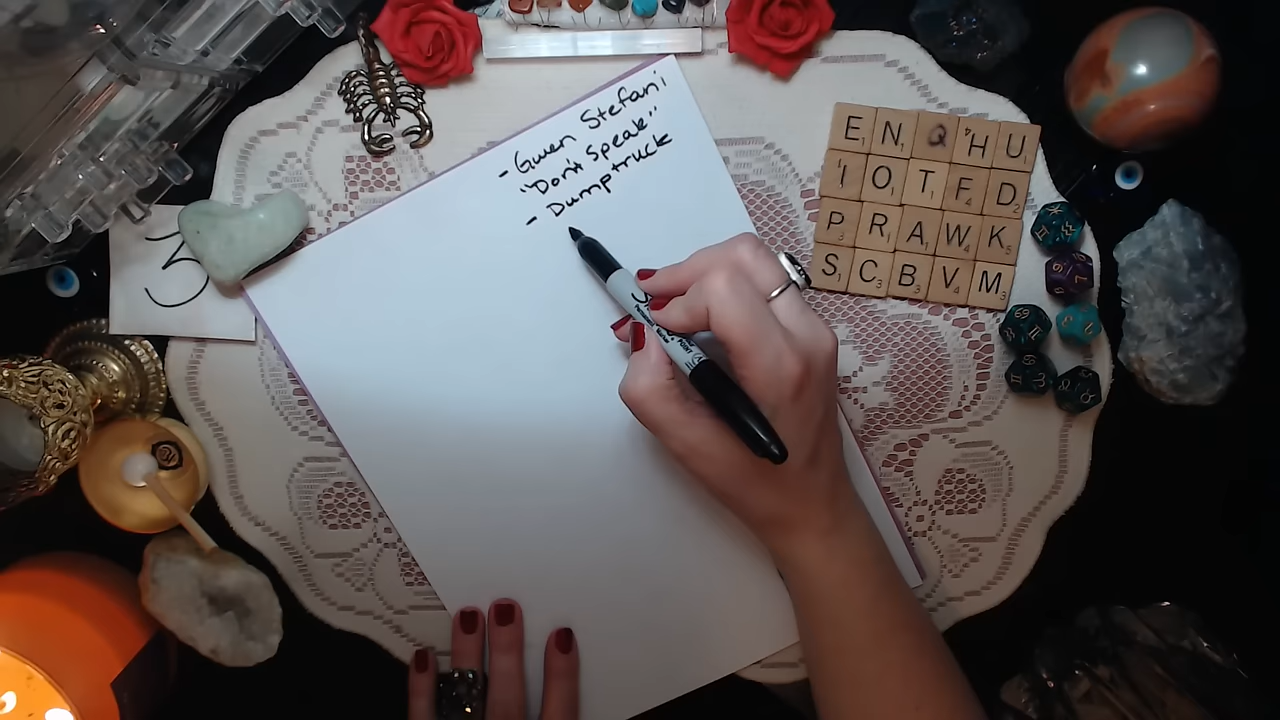 - Gwen Stefani
"Don't Speak"
- Dumptruck
E N Q H U
I O T F D
P R A W K
S C B V M
3